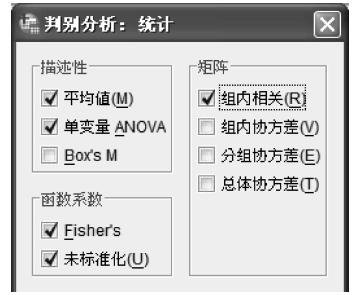 判别分析：统计
描述性
平均值(M)
单变量 ANOVA
Box's M
函数系数
Fisher's
未标准化(U)
矩阵
组内相关(R)
组内协方差(V)
分组协方差(E)
总体协方差(T)